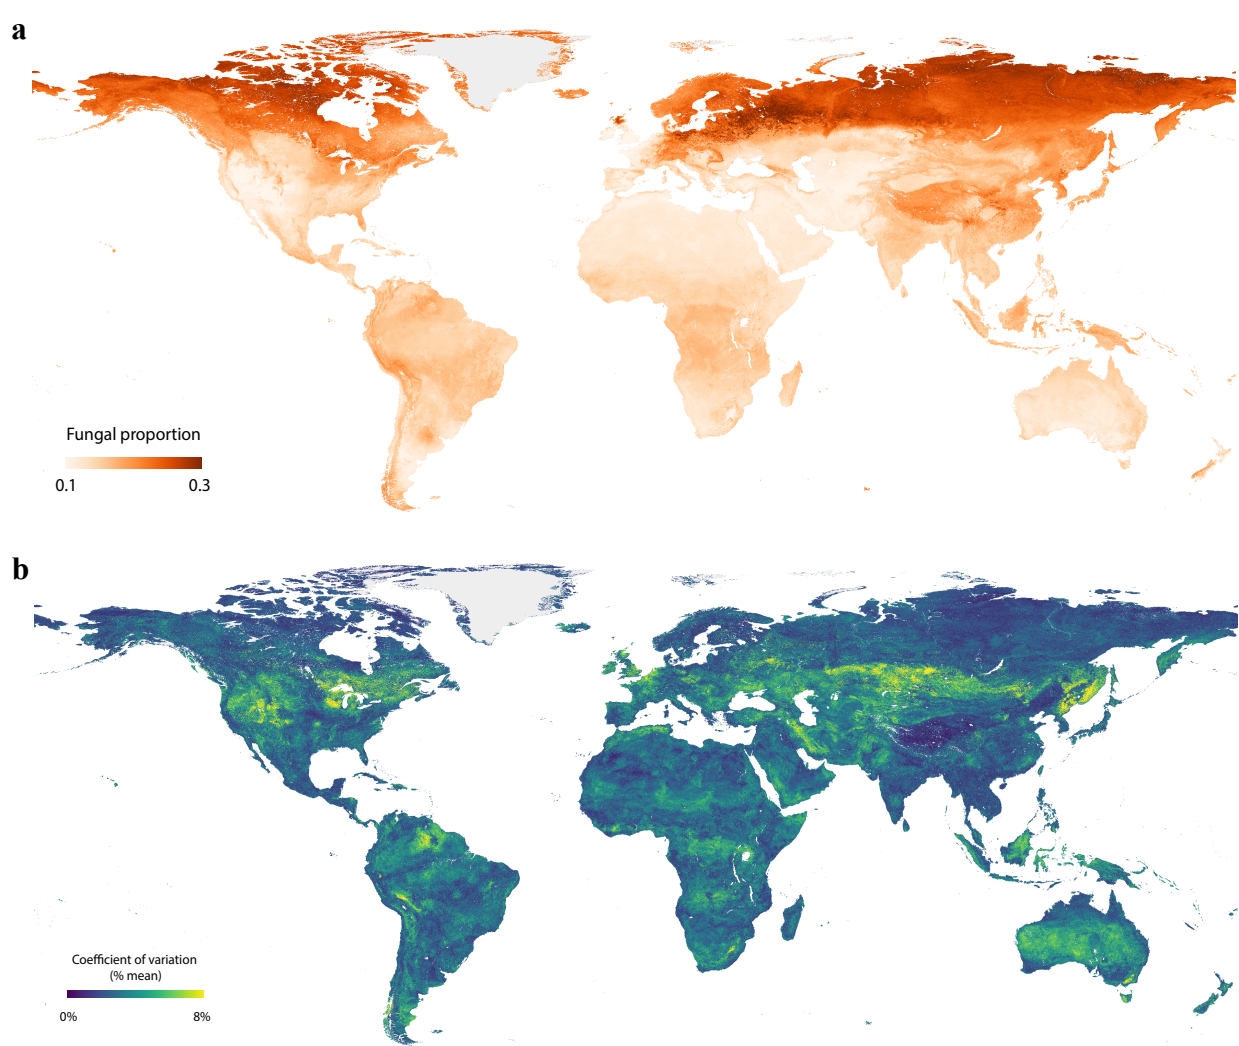 a
Fungal proportion
0.1 0.3
b
Coefficient of variation
(% mean)
0% 8%